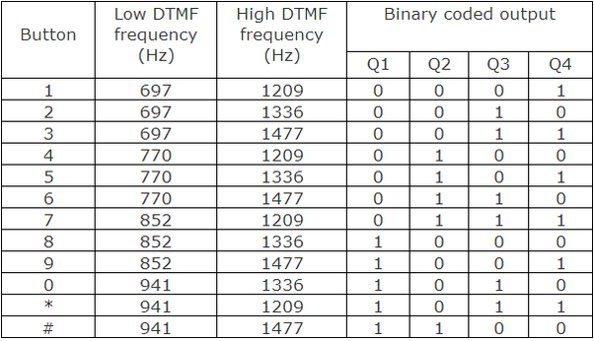 Button Low DTMF frequency (Hz) High DTMF frequency (Hz) Binary coded output
Q1 Q2 Q3 Q4
1 697 1209 0 0 0 1
2 697 1336 0 0 1 0
3 697 1477 0 0 1 1
4 770 1209 0 1 0 0
5 770 1336 0 1 0 1
6 770 1477 0 1 1 0
7 852 1209 0 1 1 1
8 852 1336 1 0 0 0
9 852 1477 1 0 0 1
0 941 1336 1 0 1 0
* 941 1209 1 0 1 1
# 941 1477 1 1 0 0